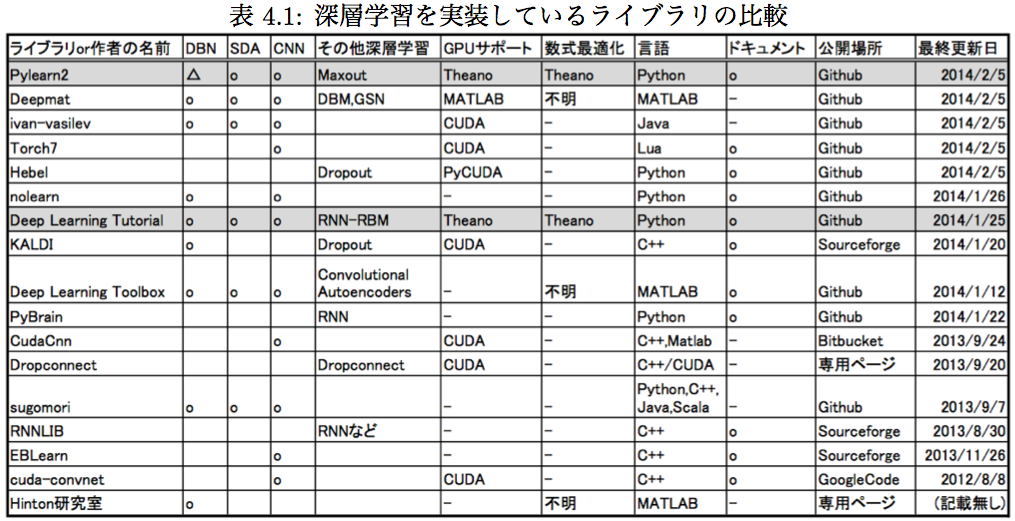 表 4.1: 深層学習を実装しているライブラリの比較
ライブラリor作者の名前 DBN SDA CNN その他深層学習 GPUサポート 数式最適化 言語 ドキュメント 公開場所 最終更新日
Pylearn2 △ o o Maxout Theano Theano Python o Github 2014/2/5
Deepmat o o o DBM,GSN MATLAB 不明 MATLAB - Github 2014/2/5
ivan-vasilev o o o CUDA - Java - Github 2014/2/5
Torch7 o CUDA - Lua o Github 2014/2/5
Hebel Dropout PyCUDA - Python o Github 2014/2/5
nolearn o o - - Python o Github 2014/1/26
Deep Learning Tutorial o o o RNN-RBM Theano Theano Python o Github 2014/1/25
KALDI o Dropout CUDA - C++ o Sourceforge 2014/1/20
Convolutional
Deep Learning Toolbox o o o Autoencoders - 不明 MATLAB o Github 2014/1/12
PyBrain RNN - - Python o Github 2014/1/22
CudaCnn o CUDA - C++,Matlab - Bitbucket 2013/9/24
Dropconnect Dropconnect CUDA - C++/CUDA - 専用ページ 2013/9/20
Python,C++,
sugomori o o o - - Java,Scala - Github 2013/9/7
RNNLIB RNNなど - - C++ o Sourceforge 2013/8/30
EBLearn o - - C++ o Sourceforge 2013/11/26
cuda-convnet o CUDA - C++ o GoogleCode 2012/8/8
Hinton研究室 o - 不明 MATLAB - 専用ページ (記載無し)